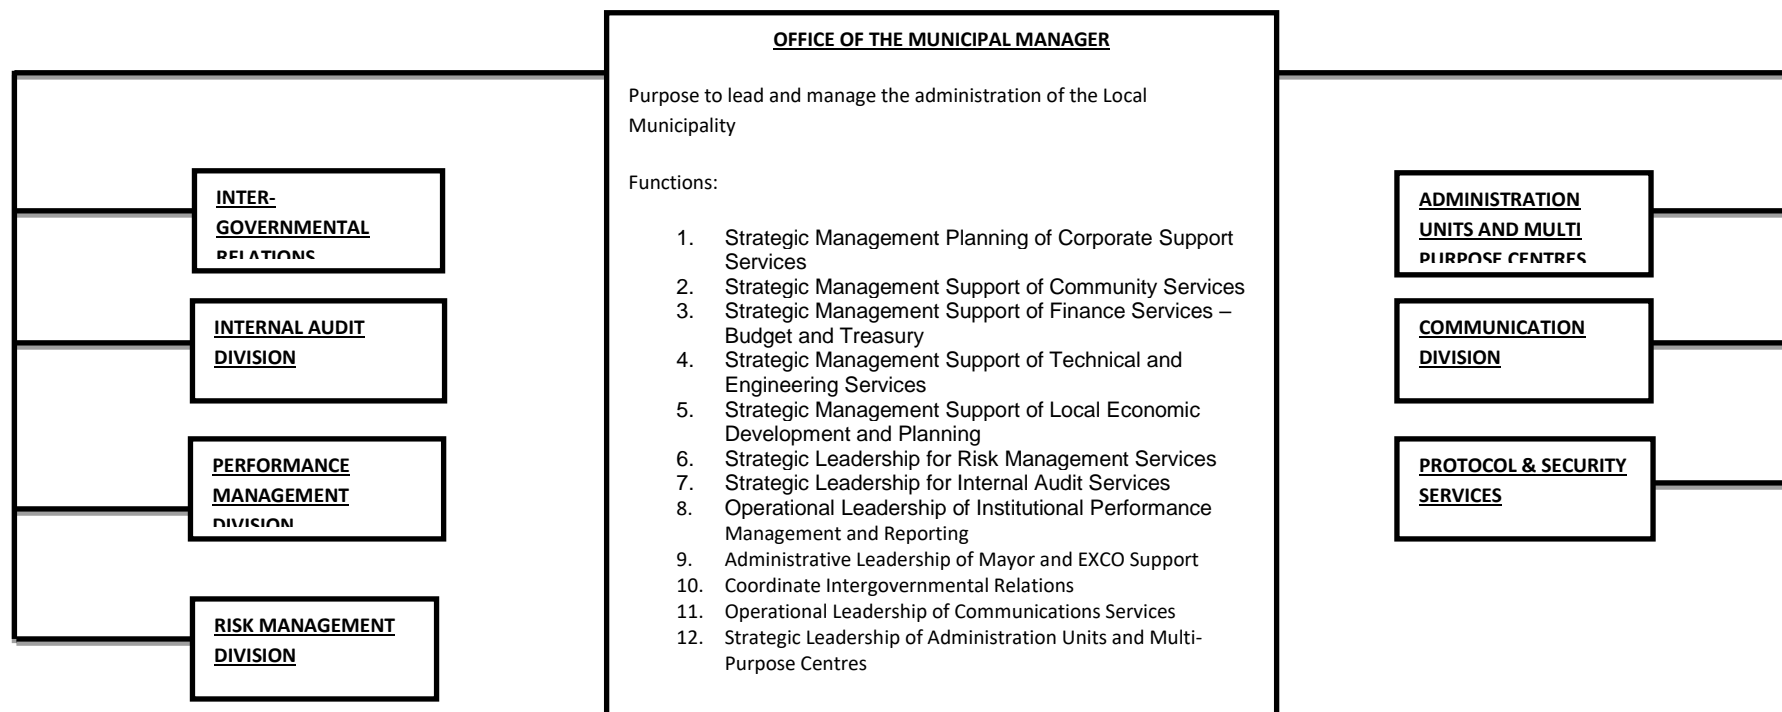 OFFICE OF THE MUNICIPAL MANAGER
Purpose to lead and manage the administration of the Local
Municipality
Functions:
1. Strategic Management Planning of Corporate Support
Services
2. Strategic Management Support of Community Services
3. Strategic Management Support of Finance Services –
Budget and Treasury
4. Strategic Management Support of Technical and
Engineering Services
5. Strategic Management Support of Local Economic
Development and Planning
6. Strategic Leadership for Risk Management Services
7. Strategic Leadership for Internal Audit Services
8. Operational Leadership of Institutional Performance
Management and Reporting
9. Administrative Leadership of Mayor and EXCO Support
10. Coordinate Intergovernmental Relations
11. Operational Leadership of Communications Services
12. Strategic Leadership of Administration Units and Multi-
Purpose Centres
INTER-
GOVERNMENTAL
RELATIONS
INTERNAL AUDIT
DIVISION
PERFORMANCE
MANAGEMENT
DIVISION
RISK MANAGEMENT
DIVISION
ADMINISTRATION
UNITS AND MULTI
PURPOSE CENTRES
COMMUNICATION
DIVISION
PROTOCOL & SECURITY
SERVICES